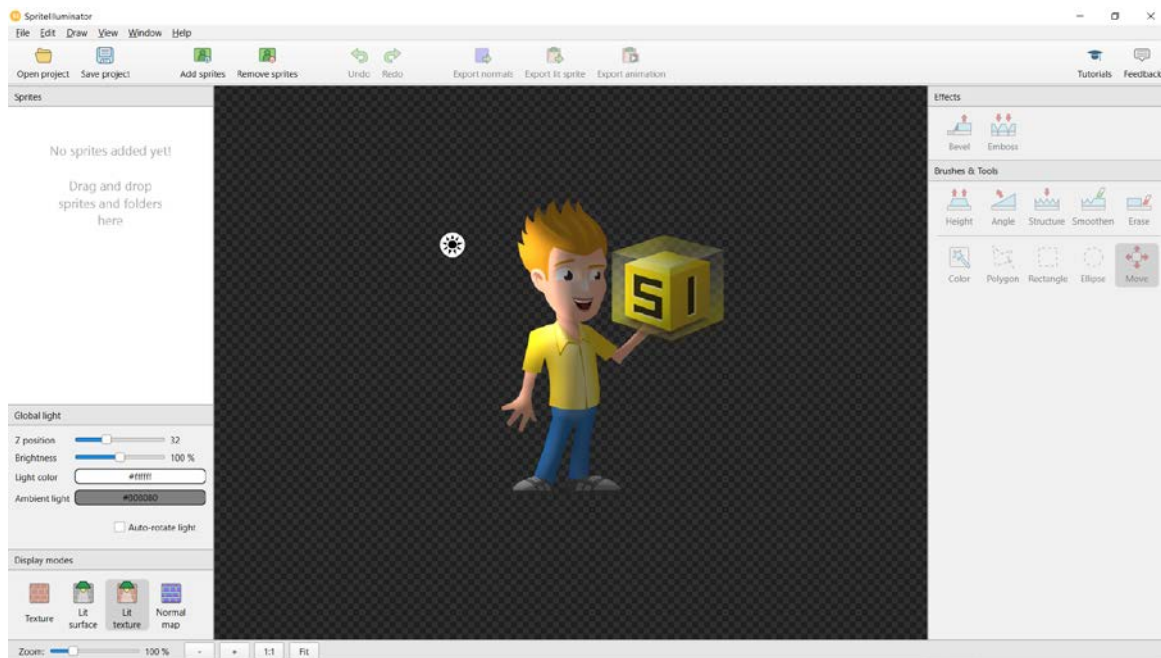 SpriteIlluminator
File Edit Draw View Window Help
Open project Save project Add sprites Remove sprites Undo Redo Export normals Export lit sprite Export animation Tutorials Feedback
Sprites
No sprites added yet!
Drag and drop
sprites and folders
here
SI
Global light
Z position 32
Brightness 100 %
Light color #ffffff
Ambient light #808080
Auto-rotate light
Display modes
Texture
Lit
surface
Lit
texture
Normal
map
Zoom: 100 % - + 1:1 Fit
Effects
Bevel Emboss
Brushes & Tools
Height Angle Structure Smoothen Erase
Color Polygon Rectangle Ellipse Move